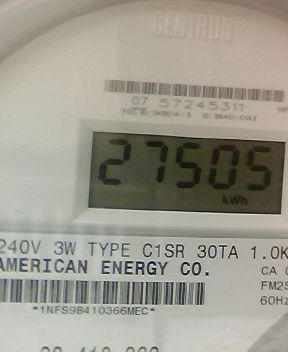 CENTRON®
07 57245311
27505
kWh
240V 3W TYPE C1SR 30TA 1.0K
AMERICAN ENERGY CO.
CA
FM2S
60Hz
*1NFS98410366MEC*